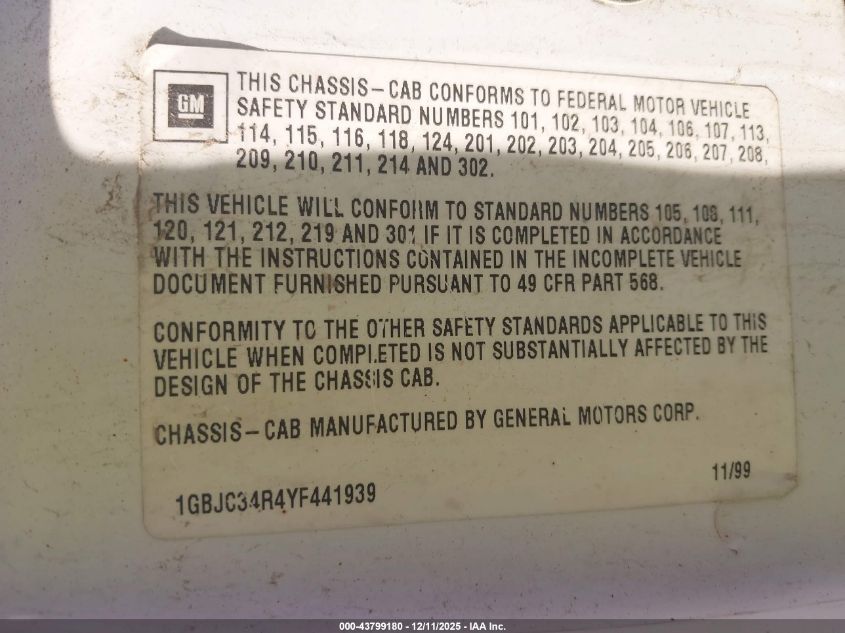 GM
THIS CHASSIS-CAB CONFORMS TO FEDERAL MOTOR VEHICLE
SAFETY STANDARD NUMBERS 101, 102, 103, 104, 106, 107, 113,
114, 115, 116, 118, 124, 201, 202, 203, 204, 205, 206, 207, 208,
209, 210, 211, 214 AND 302.
THIS VEHICLE WILL CONFORM TO STANDARD NUMBERS 105, 108, 111,
120, 121, 212, 219 AND 301 IF IT IS COMPLETED IN ACCORDANCE
WITH THE INSTRUCTIONS CONTAINED IN THE INCOMPLETE VEHICLE
DOCUMENT FURNISHED PURSUANT TO 49 CFR PART 568.
CONFORMITY TO THE OTHER SAFETY STANDARDS APPLICABLE TO THIS
VEHICLE WHEN COMPLETED IS NOT SUBSTANTIALLY AFFECTED BY THE
DESIGN OF THE CHASSIS CAB.
CHASSIS-CAB MANUFACTURED BY GENERAL MOTORS CORP.
11/99
1GBJC34R4YF441939
000-43799180 - 12/11/2025 - IAA Inc.